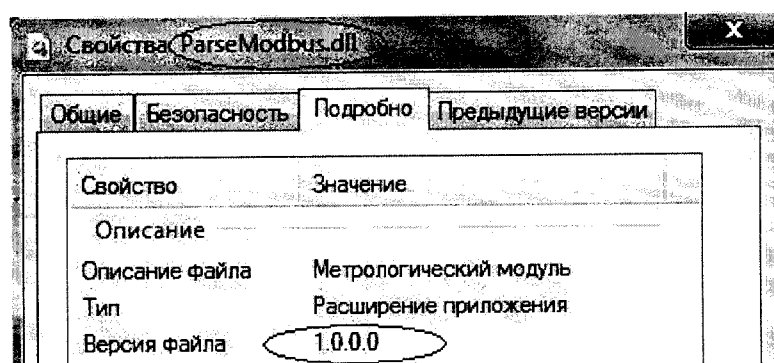 Свойства: ParseModbus.dll
X
Общие Безопасность Подробно Предыдущие версии
Свойство Значение
Описание
Описание файла Метрологический модуль
Тип Расширение приложения
Версия файла 1.0.0.0